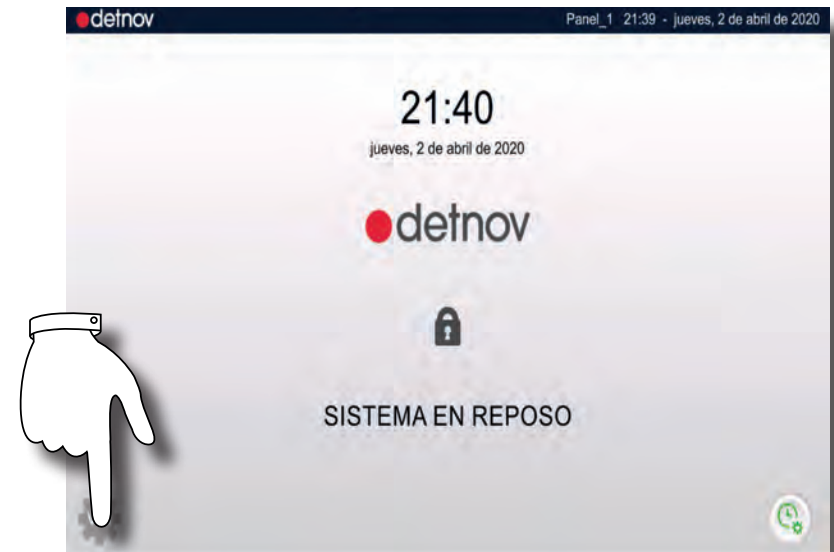 detnov
Panel_1 21:39 - jueves, 2 de abril de 2020
21:40
jueves, 2 de abril de 2020
detnov
SISTEMA EN REPOSO